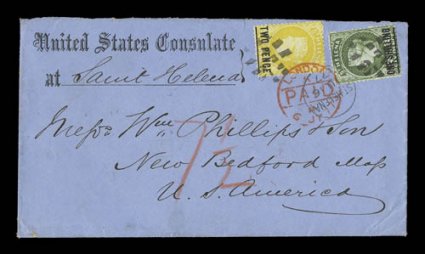 United States Consulate
at Saint Helena
TWO PENCE
ONE SHILLING
LONDON
PAID
Messrs Wm Phillips & Son
New Bedford Mass
U. S. America